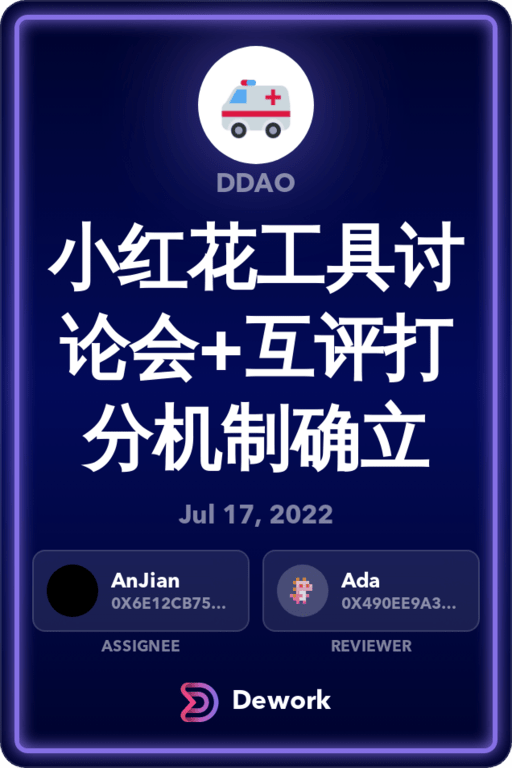 DDAO
小红花工具讨
论会+互评打
分机制确立
Jul 17, 2022
AnJian
0X6E12CB75...
Ada
0X490EE9A3...
ASSIGNEE
REVIEWER
Dework